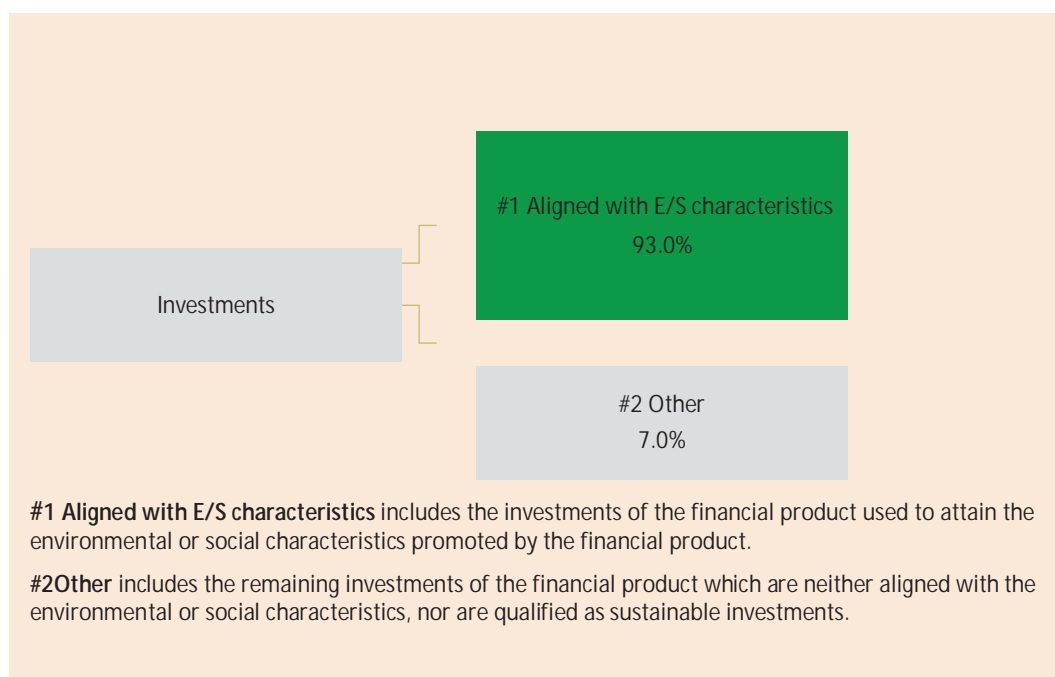 #1 Aligned with E/S characteristics
93.0%
Investments
#2 Other
7.0%
#1 Aligned with E/S characteristics includes the investments of the financial product used to attain the
environmental or social characteristics promoted by the financial product.
#2Other includes the remaining investments of the financial product which are neither aligned with the
environmental or social characteristics, nor are qualified as sustainable investments.